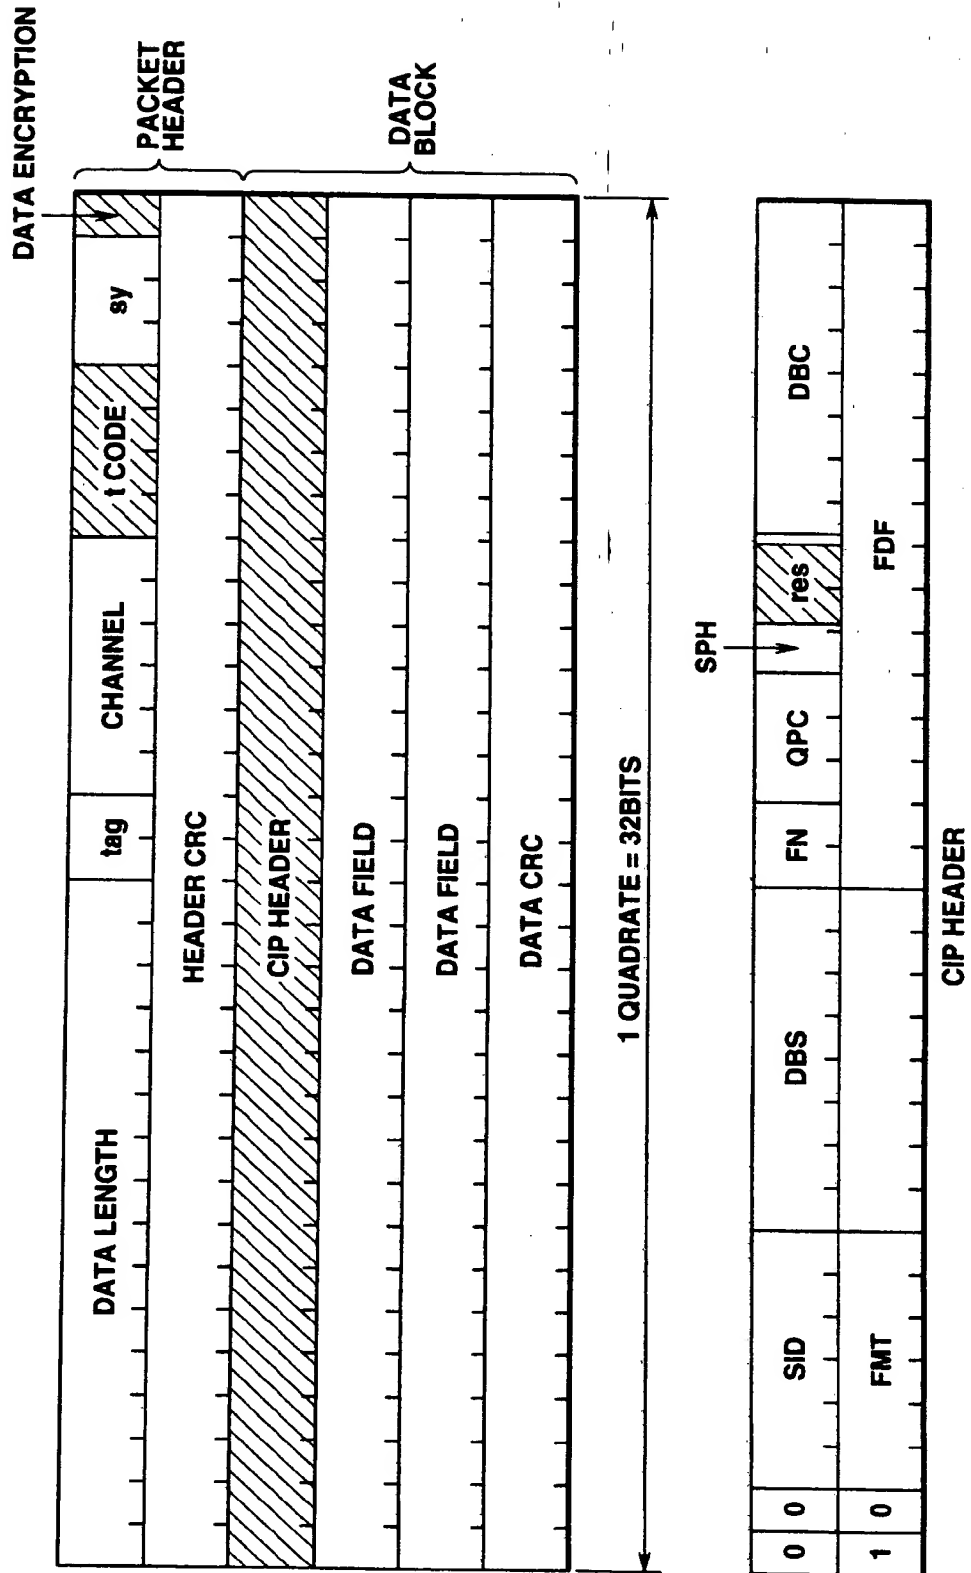 DATA ENCRYPTION
DATA LENGTH tag CHANNEL t CODE sy
PACKET
HEADER
HEADER CRC
CIP HEADER
DATA FIELD
DATA
BLOCK
DATA FIELD
DATA CRC
1 QUADRATE = 32BITS
SPH
0 0 SID DBS FN QPC res DBC
1 0 FMT FDF
CIP HEADER